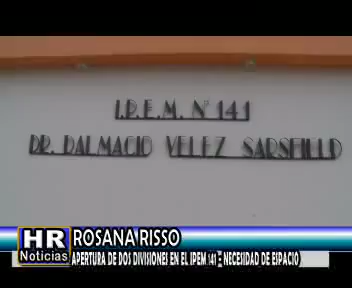 I.P.E.M. Nº 141
DR. DALMACIO VELEZ SARSFIELD
HR
Noticias
ROSANA RISSO
APERTURA DE DOS DIVISIONES EN EL IPEM 141 - NECESIDAD DE ESPACIO